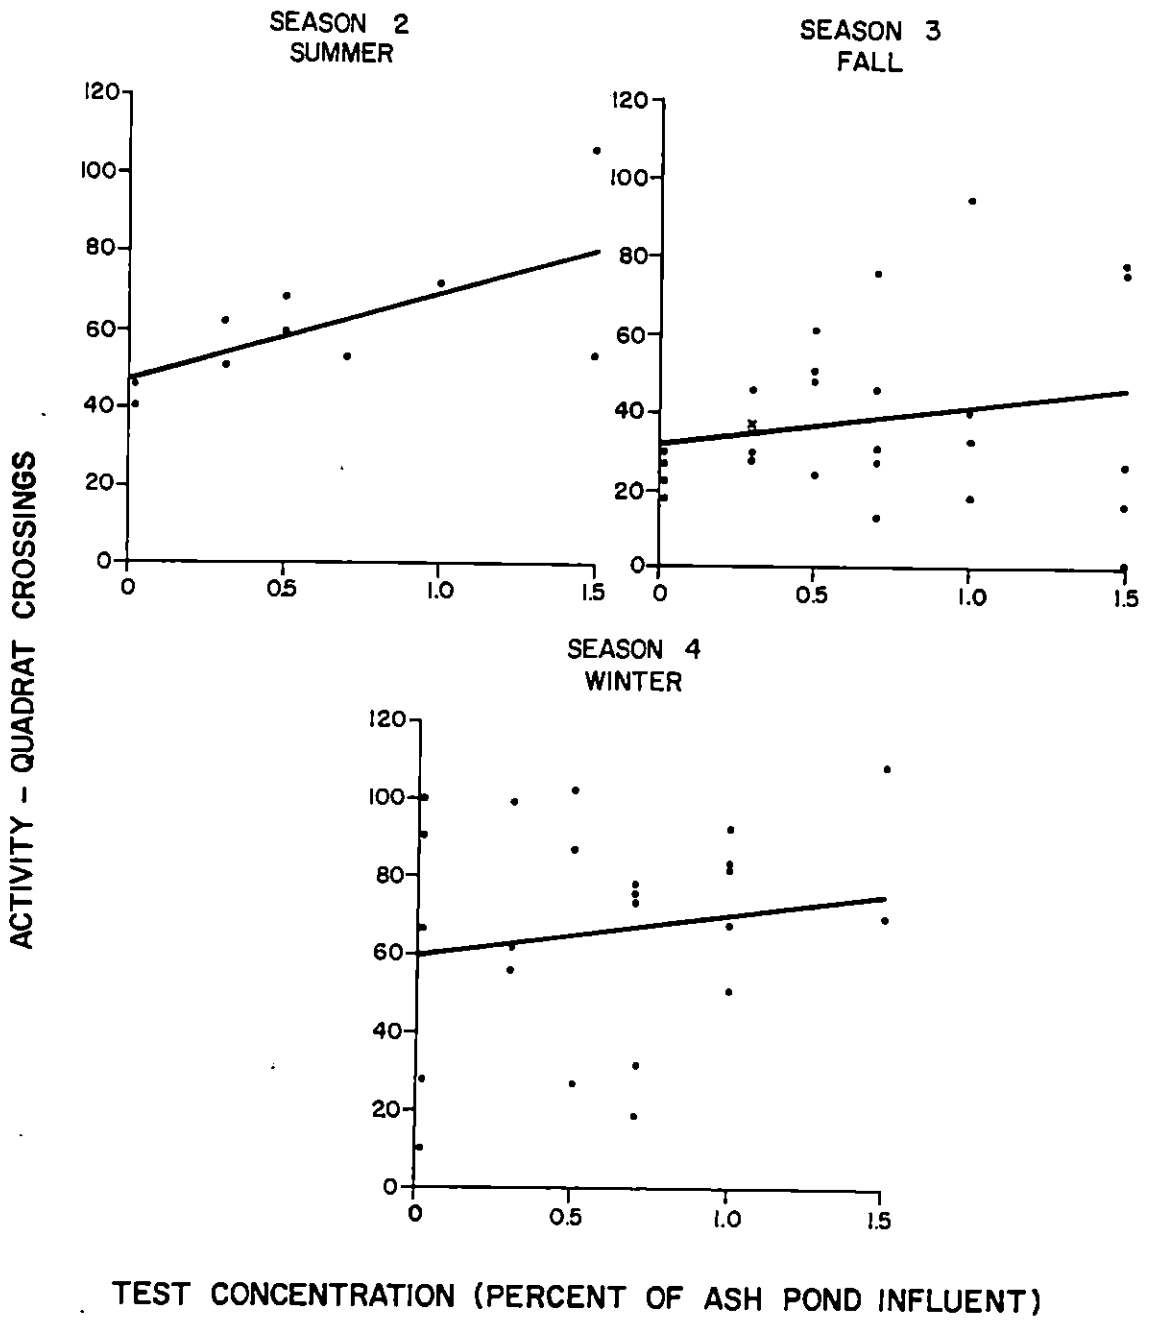 SEASON 2
SUMMER
120
100
80
60
40
20
0
0 0.5 1.0 1.5
SEASON 3
FALL
120
100
80
60
40
20
0
0 0.5 1.0 1.5
SEASON 4
WINTER
120
100
80
60
40
20
0
0 0.5 1.0 1.5
ACTIVITY - QUADRAT CROSSINGS
TEST CONCENTRATION (PERCENT OF ASH POND INFLUENT)